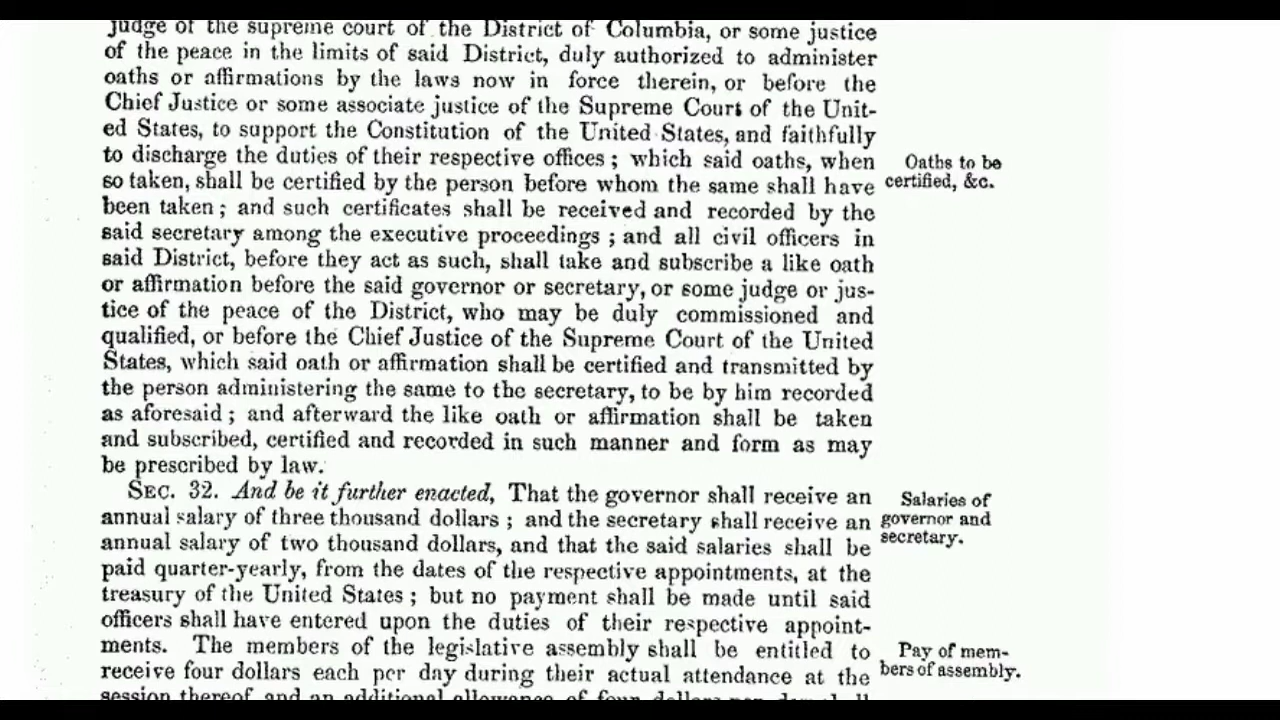 judge of the supreme court of the District of Columbia, or some justice
of the peace in the limits of said District, duly authorized to administer
oaths or affirmations by the laws now in force therein, or before the
Chief Justice or some associate justice of the Supreme Court of the Unit-
ed States, to support the Constitution of the United States, and faithfully
to discharge the duties of their respective offices; which said oaths, when
so taken, shall be certified by the person before whom the same shall have
been taken; and such certificates shall be received and recorded by the
said secretary among the executive proceedings; and all civil officers in
said District, before they act as such, shall take and subscribe a like oath
or affirmation before the said governor or secretary, or some judge or jus-
tice of the peace of the District, who may be duly commissioned and
qualified, or before the Chief Justice of the Supreme Court of the United
States, which said oath or affirmation shall be certified and transmitted by
the person administering the same to the secretary, to be by him recorded
as aforesaid; and afterward the like oath or affirmation shall be taken
and subscribed, certified and recorded in such manner and form as may
be prescribed by law.
SEC. 32. And be it further enacted, That the governor shall receive an
annual salary of three thousand dollars; and the secretary shall receive an
annual salary of two thousand dollars, and that the said salaries shall be
paid quarter-yearly, from the dates of the respective appointments, at the
treasury of the United States; but no payment shall be made until said
officers shall have entered upon the duties of their respective appoint-
ments. The members of the legislative assembly shall be entitled to
receive four dollars each per day during their actual attendance at the
session thereof, and an additional allowance of four dollars per day shall
Oaths to be
certified, &c.
Salaries of
governor and
secretary.
Pay of mem-
bers of assembly.